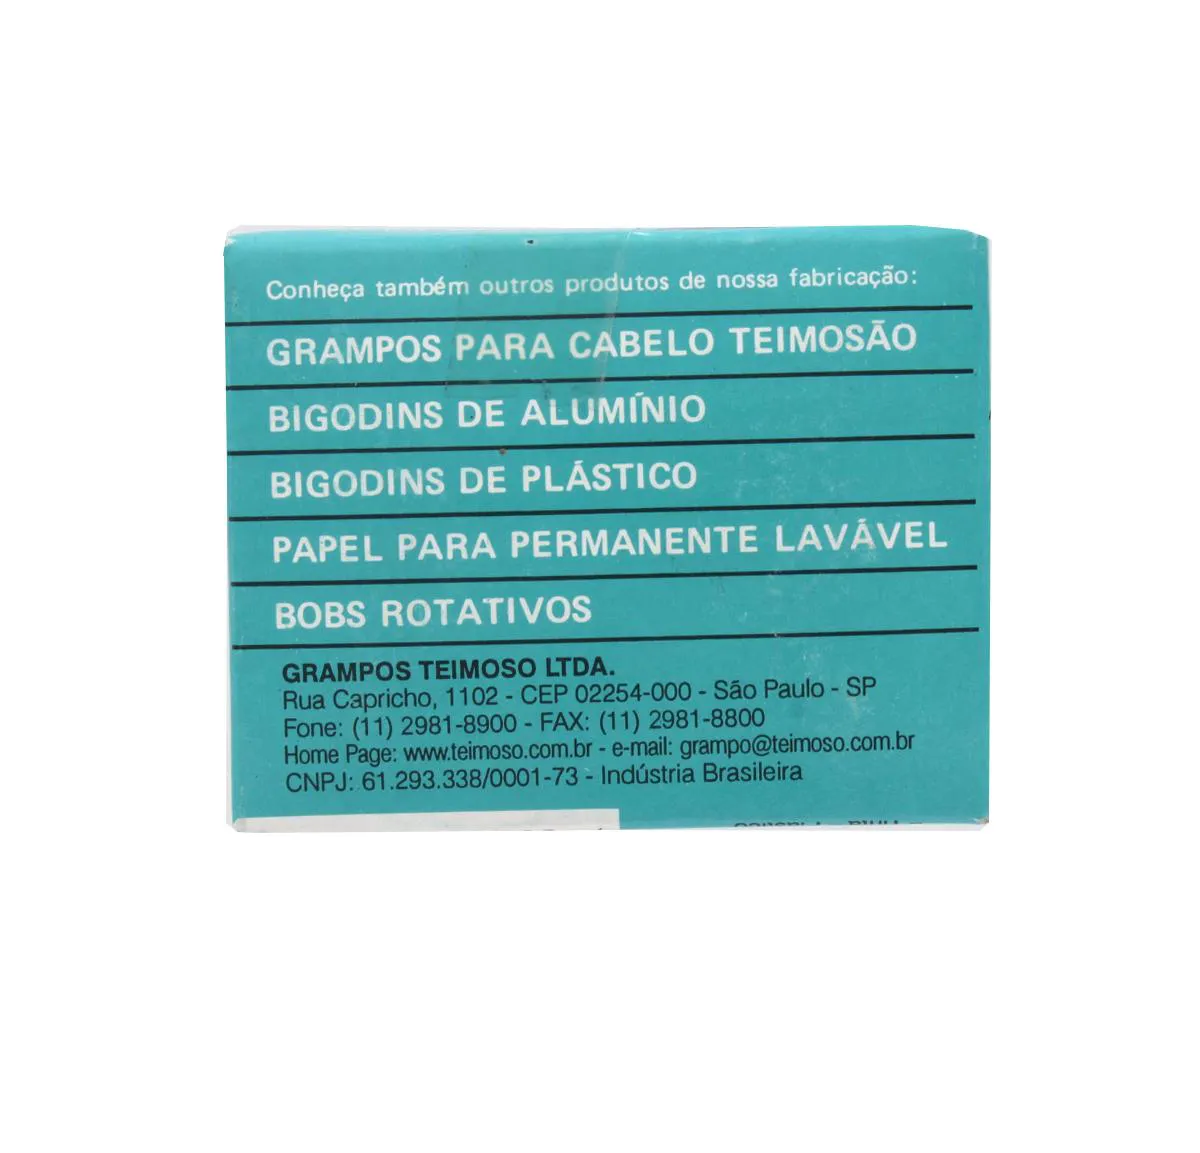 Conheça também outros produtos de nossa fabricação:
GRAMPOS PARA CABELO TEIMOSÃO
BIGODINS DE ALUMÍNIO
BIGODINS DE PLÁSTICO
PAPEL PARA PERMANENTE LAVÁVEL
BOBS ROTATIVOS
GRAMPOS TEIMOSO LTDA.
Rua Capricho, 1102 - CEP 02254-000 - São Paulo - SP
Fone: (11) 2981-8900 - FAX: (11) 2981-8800
Home Page: www.teimoso.com.br - e-mail: grampo@teimoso.com.br
CNPJ: 61.293.338/0001-73 - Indústria Brasileira